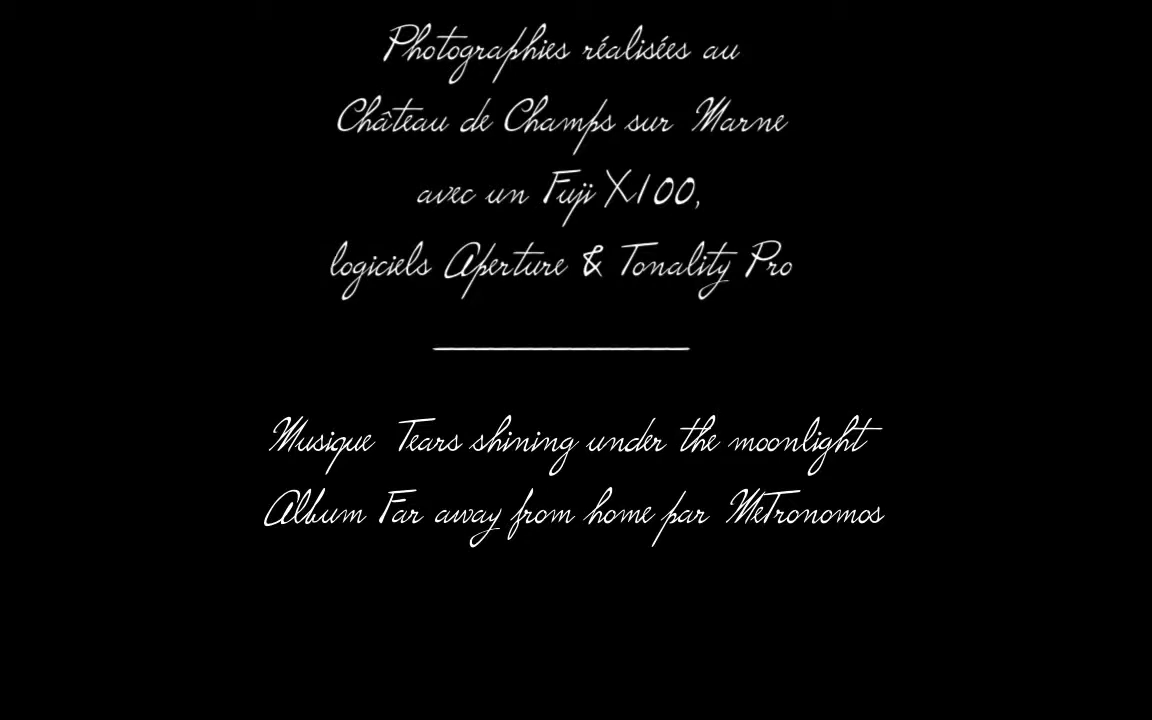 Photographies réalisées au
Château de Champs sur Marne
avec un Fuji X100,
logiciels Aperture & Tonality Pro
Musique Tears shining under the moonlight
Album Far away from home par MeTronomos